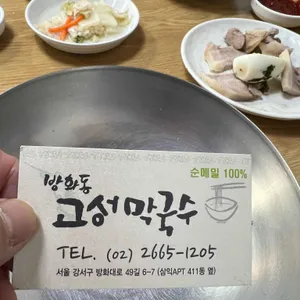 순메밀 100%
방화동
고성막국수
TEL. (02) 2665-1205
서울 강서구 방화대로 49길 6-7 (삼익APT 411동 옆)